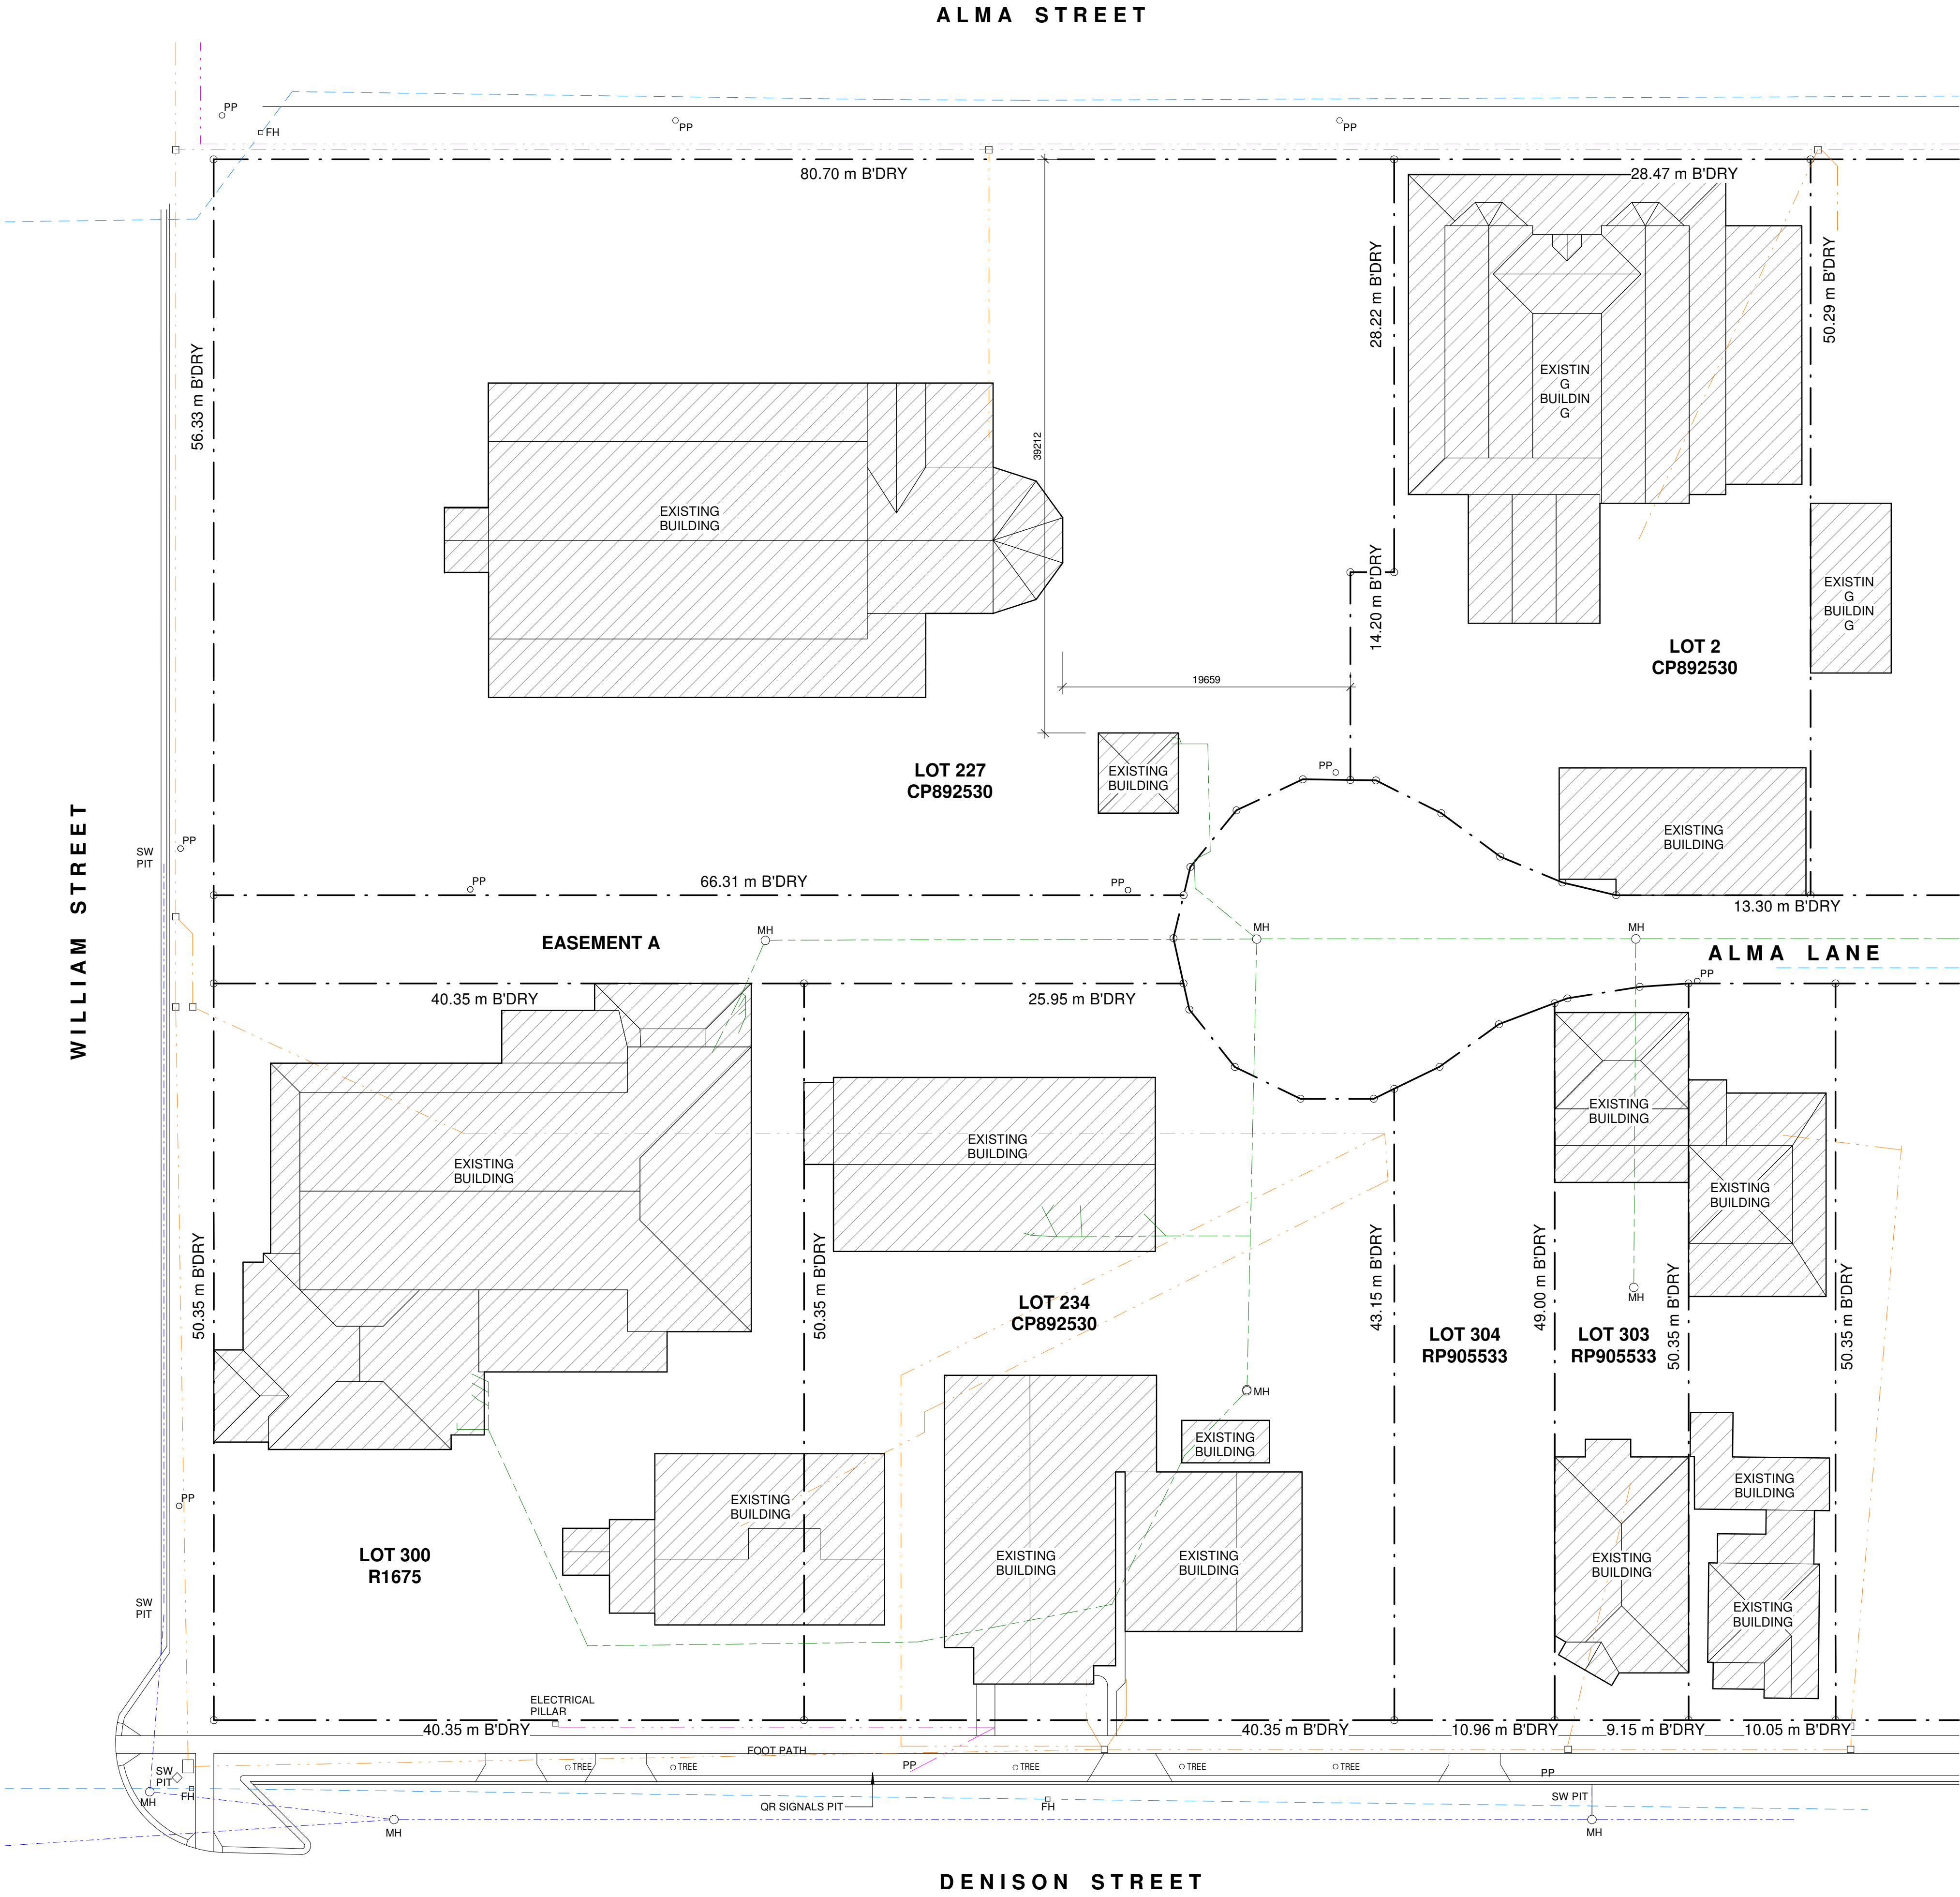 ALMA STREET
PP
FH
PP
PP
80.70 m B'DRY
28.47 m B'DRY
56.33 m B'DRY
28.22 m B'DRY
50.29 m B'DRY
39212
EXISTIN
G
BUILDIN
G
EXISTING
BUILDING
14.20 m B'DRY
EXISTIN
G
BUILDIN
G
LOT 2
CP892530
19659
LOT 227
CP892530
EXISTING
BUILDING
PP
EXISTING
BUILDING
WILLIAM STREET
SW
PIT
PP
PP
66.31 m B'DRY
PP
13.30 m B'DRY
EASEMENT A
MH
MH
MH
ALMA LANE
PP
40.35 m B'DRY
25.95 m B'DRY
EXISTING
BUILDING
EXISTING
BUILDING
EXISTING
BUILDING
EXISTING
BUILDING
50.35 m B'DRY
50.35 m B'DRY
43.15 m B'DRY
49.00 m B'DRY
50.35 m B'DRY
50.35 m B'DRY
MH
LOT 234
CP892530
LOT 304
RP905533
LOT 303
RP905533
MH
EXISTING
BUILDING
EXISTING
BUILDING
EXISTING
BUILDING
PP
LOT 300
R1675
EXISTING
BUILDING
EXISTING
BUILDING
EXISTING
BUILDING
EXISTING
BUILDING
SW
PIT
ELECTRICAL
PILLAR
40.35 m B'DRY
40.35 m B'DRY
10.96 m B'DRY
9.15 m B'DRY
10.05 m B'DRY
FOOT PATH
SW
PIT
TREE
TREE
PP
TREE
TREE
TREE
PP
MH
FH
QR SIGNALS PIT
FH
SW PIT
MH
MH
DENISON STREET